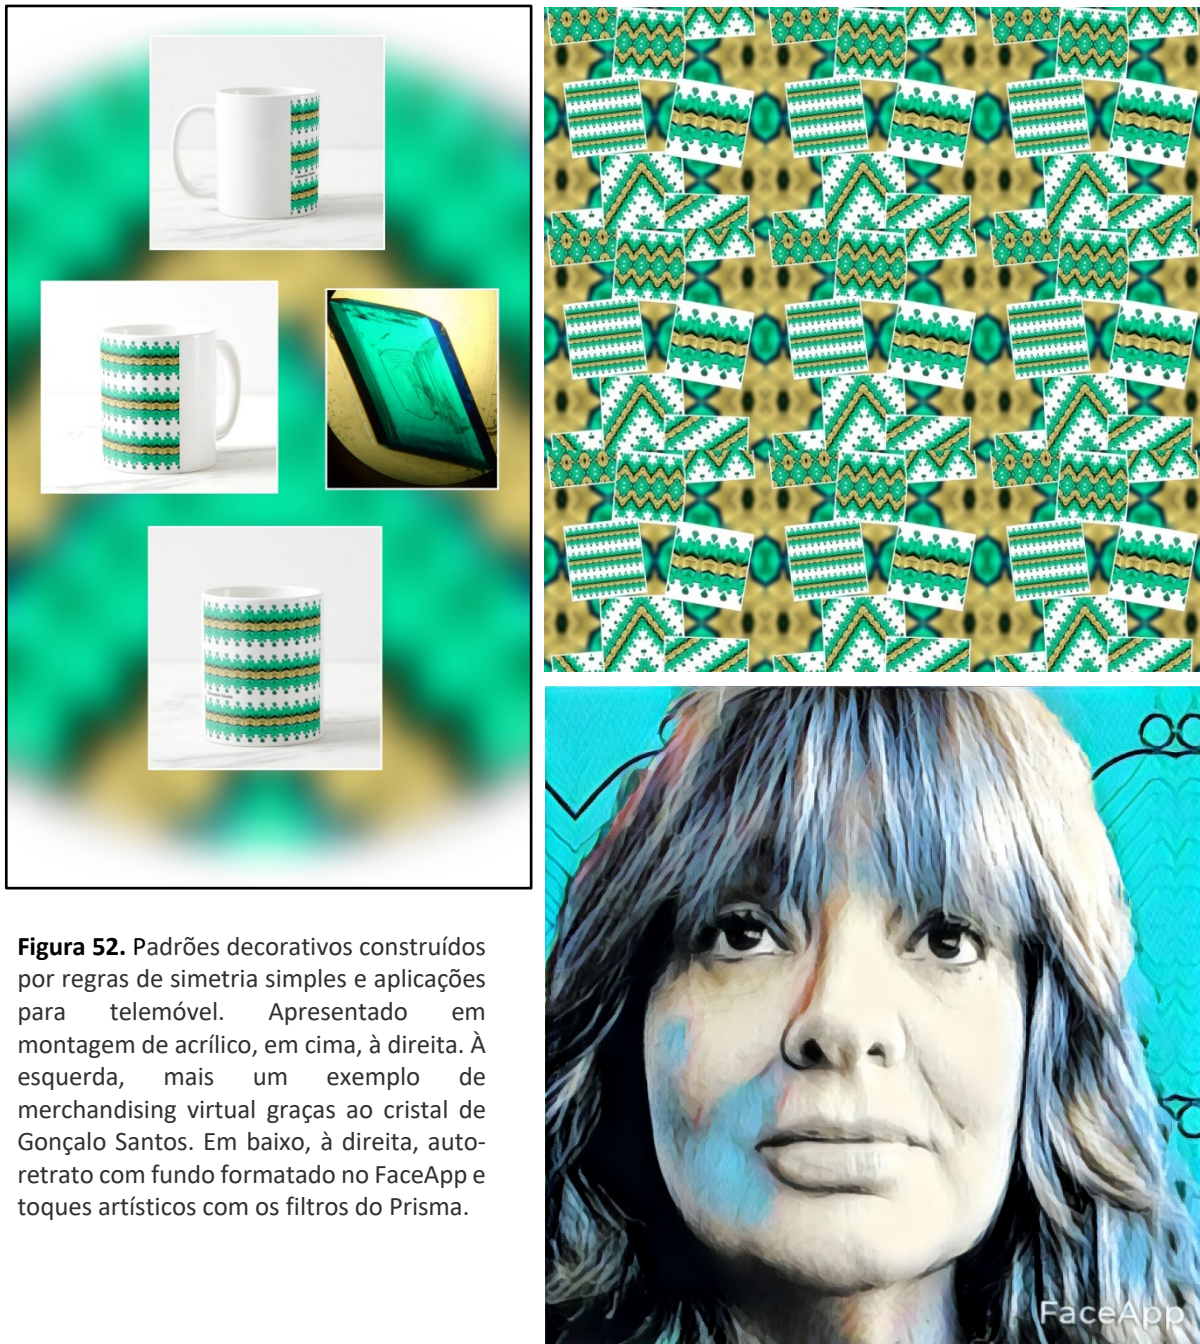 Figura 52. Padrões decorativos construídos
por regras de simetria simples e aplicações
para telemóvel. Apresentado em
montagem de acrílico, em cima, à direita. À
esquerda, mais um exemplo de
merchandising virtual graças ao cristal de
Gonçalo Santos. Em baixo, à direita, auto-
retrato com fundo formatado no FaceApp e
toques artísticos com os filtros do Prisma.
FaceApp